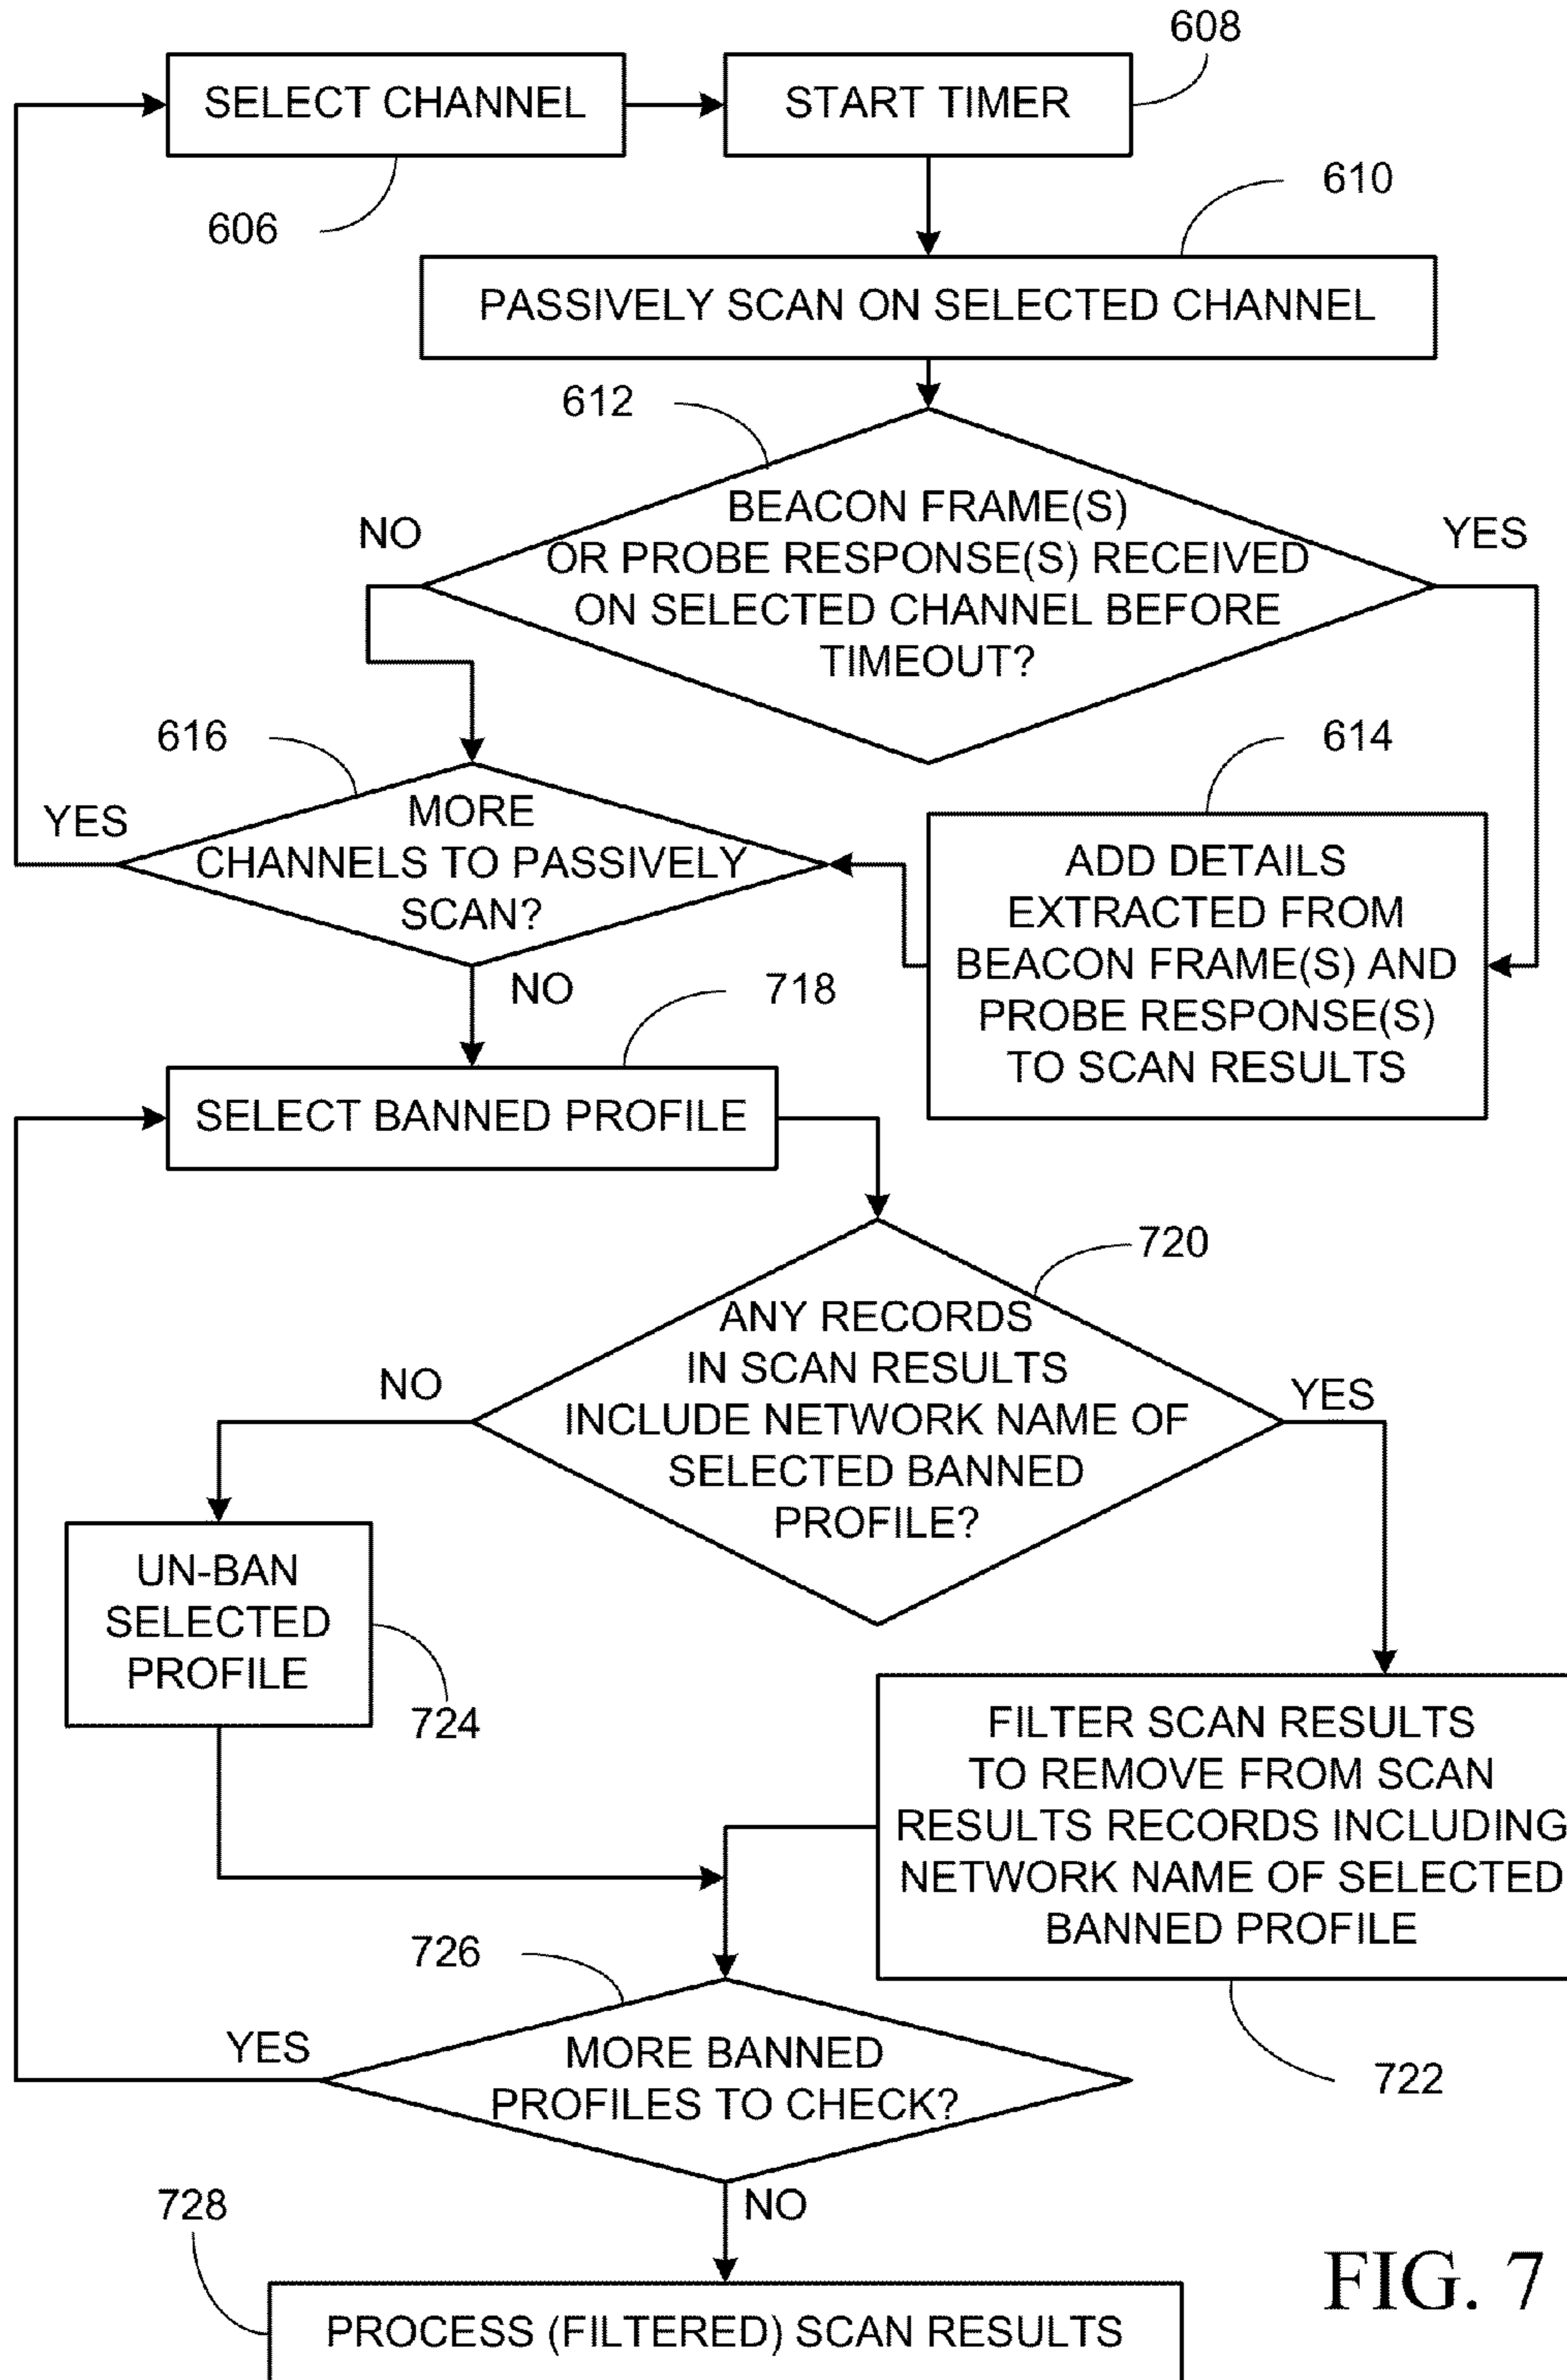 608
SELECT CHANNEL
START TIMER
606
610
PASSIVELY SCAN ON SELECTED CHANNEL
612
NO
BEACON FRAME(S)
OR PROBE RESPONSE(S) RECEIVED
ON SELECTED CHANNEL BEFORE
TIMEOUT?
YES
616
614
YES
MORE
CHANNELS TO PASSIVELY
SCAN?
NO
ADD DETAILS
EXTRACTED FROM
BEACON FRAME(S) AND
PROBE RESPONSE(S)
TO SCAN RESULTS
718
SELECT BANNED PROFILE
720
NO
ANY RECORDS
IN SCAN RESULTS
INCLUDE NETWORK NAME OF
SELECTED BANNED
PROFILE?
YES
UN-BAN
SELECTED
PROFILE
724
FILTER SCAN RESULTS
TO REMOVE FROM SCAN
RESULTS RECORDS INCLUDING
NETWORK NAME OF SELECTED
BANNED PROFILE
726
YES
MORE BANNED
PROFILES TO CHECK?
722
NO
728
PROCESS (FILTERED) SCAN RESULTS
FIG. 7